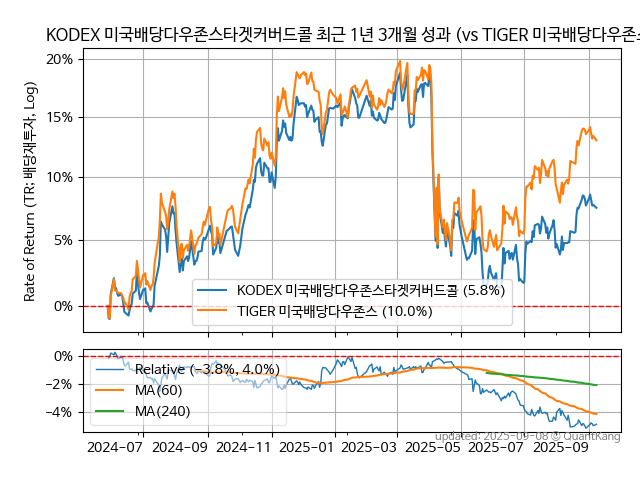 KODEX 미국배당다우존스타겟커버드콜 최근 1년 3개월 성과 (vs TIGER 미국배당다우존스
Rate of Return (TR: 배당재투자, Log)
20%
15%
10%
5%
0%
KODEX 미국배당다우존스타겟커버드콜 (5.8%)
TIGER 미국배당다우존스 (10.0%)
0%
−2%
−4%
Relative (−3.8%, 4.0%)
MA(60)
MA(240)
updated: 2025-09-08 © QuantKang
2024-07 2024-09 2024-11 2025-01 2025-03 2025-05 2025-07 2025-09